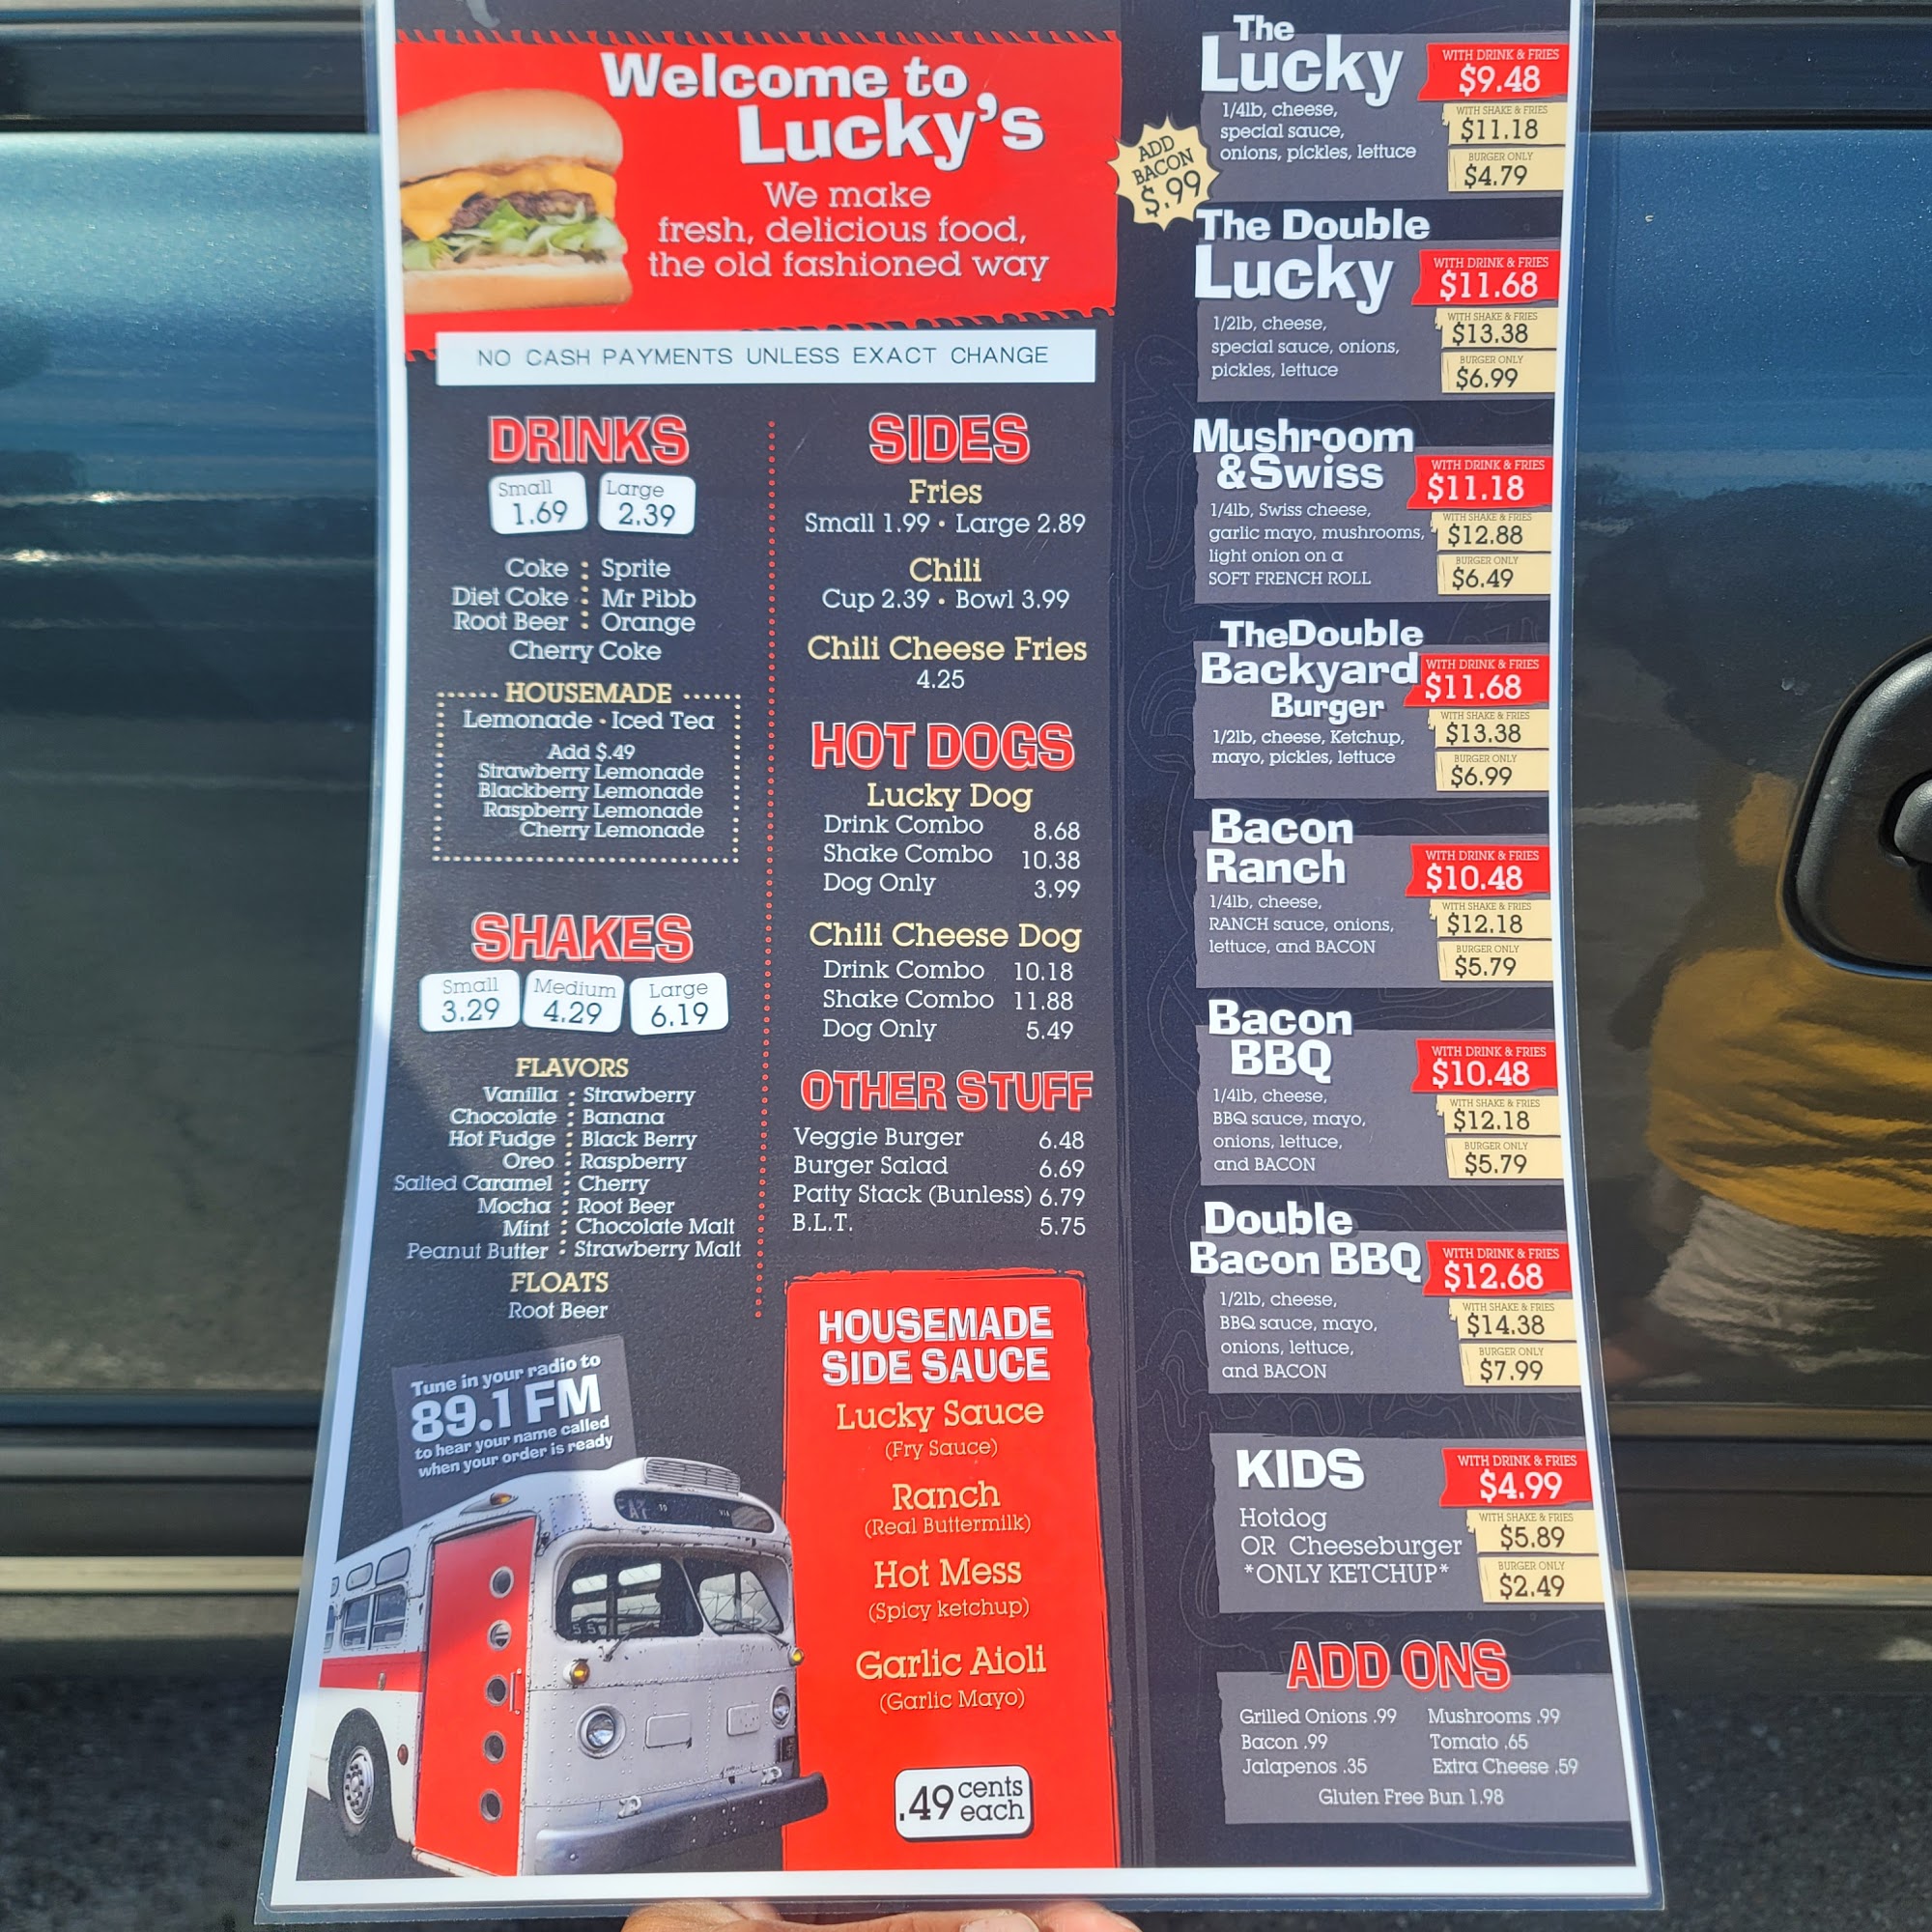 Welcome to
Lucky's
We make
fresh, delicious food,
the old fashioned way
NO CASH PAYMENTS UNLESS EXACT CHANGE
DRINKS
Small 1.69
Large 2.39
Coke : Sprite
Diet Coke : Mr Pibb
Root Beer : Orange
Cherry Coke
HOUSEMADE
Lemonade • Iced Tea
Add $.49
Strawberry Lemonade
Blackberry Lemonade
Raspberry Lemonade
Cherry Lemonade
SHAKES
Small 3.29
Medium 4.29
Large 6.19
FLAVORS
Vanilla : Strawberry
Chocolate : Banana
Hot Fudge : Black Berry
Oreo : Raspberry
Salted Caramel : Cherry
Mocha : Root Beer
Mint : Chocolate Malt
Peanut Butter : Strawberry Malt
FLOATS
Root Beer
Tune in your radio to
89.1 FM
to hear your name called
when your order is ready
SIDES
Fries
Small 1.99 • Large 2.89
Chili
Cup 2.39 • Bowl 3.99
Chili Cheese Fries
4.25
HOT DOGS
Lucky Dog
Drink Combo 8.68
Shake Combo 10.38
Dog Only 3.99
Chili Cheese Dog
Drink Combo 10.18
Shake Combo 11.88
Dog Only 5.49
OTHER STUFF
Veggie Burger 6.48
Burger Salad 6.69
Patty Stack (Bunless) 6.79
B.L.T. 5.75
HOUSEMADE
SIDE SAUCE
Lucky Sauce
(Fry Sauce)
Ranch
(Real Buttermilk)
Hot Mess
(Spicy ketchup)
Garlic Aioli
(Garlic Mayo)
.49 cents
each
ADD
BACON
$.99
The
Lucky
1/4lb, cheese,
special sauce,
onions, pickles, lettuce
WITH DRINK & FRIES
$9.48
WITH SHAKE & FRIES
$11.18
BURGER ONLY
$4.79
The Double
Lucky
1/2lb, cheese,
special sauce, onions,
pickles, lettuce
WITH DRINK & FRIES
$11.68
WITH SHAKE & FRIES
$13.38
BURGER ONLY
$6.99
Mushroom
&Swiss
1/4lb, Swiss cheese,
garlic mayo, mushrooms,
light onion on a
SOFT FRENCH ROLL
WITH DRINK & FRIES
$11.18
WITH SHAKE & FRIES
$12.88
BURGER ONLY
$6.49
TheDouble
Backyard
Burger
1/2lb, cheese, Ketchup,
mayo, pickles, lettuce
WITH DRINK & FRIES
$11.68
WITH SHAKE & FRIES
$13.38
BURGER ONLY
$6.99
Bacon
Ranch
1/4lb, cheese,
RANCH sauce, onions,
lettuce, and BACON
WITH DRINK & FRIES
$10.48
WITH SHAKE & FRIES
$12.18
BURGER ONLY
$5.79
Bacon
BBQ
1/4lb, cheese,
BBQ sauce, mayo,
onions, lettuce,
and BACON
WITH DRINK & FRIES
$10.48
WITH SHAKE & FRIES
$12.18
BURGER ONLY
$5.79
Double
Bacon BBQ
1/2lb, cheese,
BBQ sauce, mayo,
onions, lettuce,
and BACON
WITH DRINK & FRIES
$12.68
WITH SHAKE & FRIES
$14.38
BURGER ONLY
$7.99
KIDS
Hotdog
OR Cheeseburger
*ONLY KETCHUP*
WITH DRINK & FRIES
$4.99
WITH SHAKE & FRIES
$5.89
BURGER ONLY
$2.49
ADD ONS
Grilled Onions .99 Mushrooms .99
Bacon .99 Tomato .65
Jalapenos .35 Extra Cheese .59
Gluten Free Bun 1.98